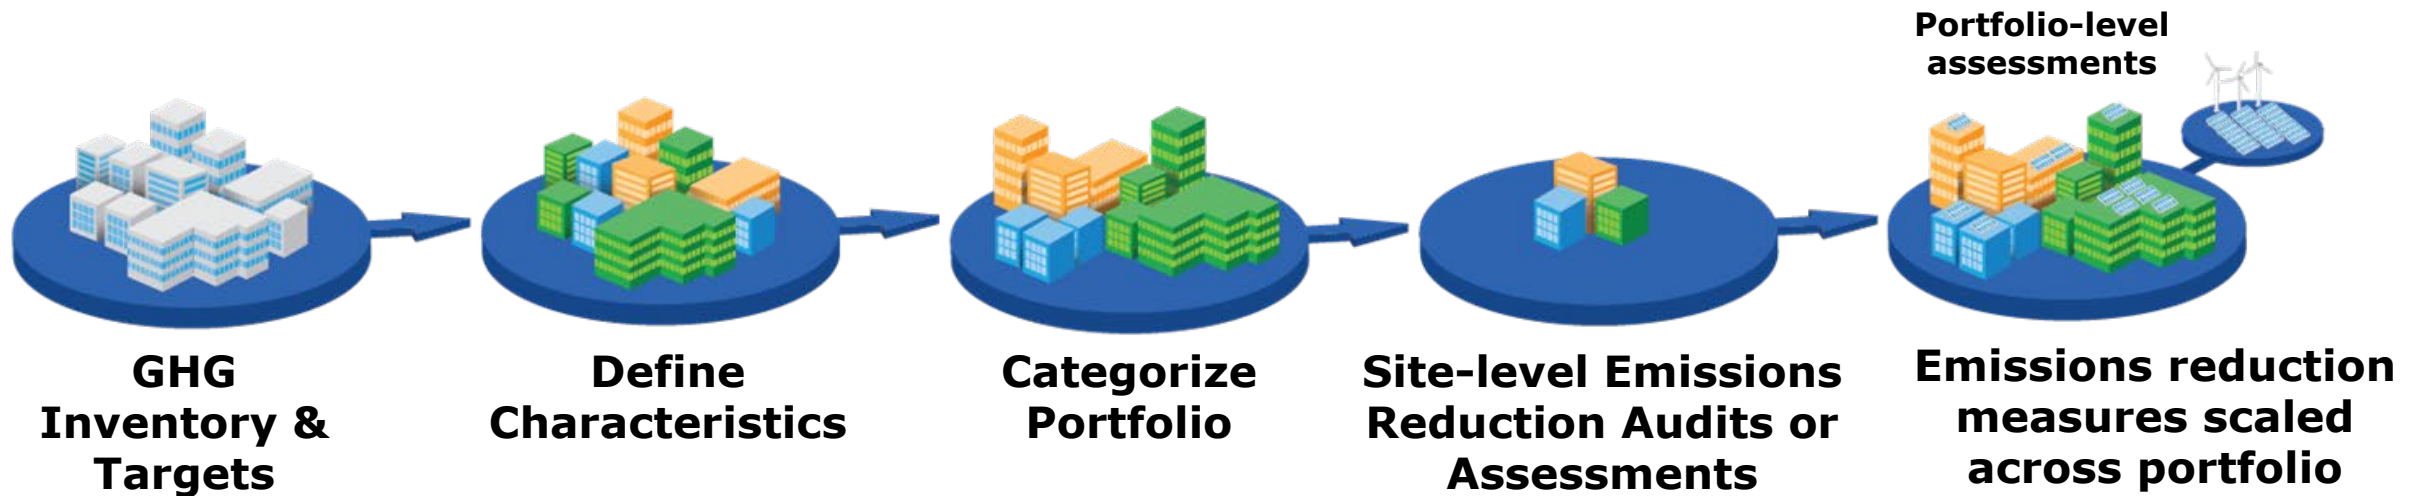 GHG
Inventory &
Targets
Define
Characteristics
Categorize
Portfolio
Site-level Emissions
Reduction Audits or
Assessments
Portfolio-level
assessments
Emissions reduction
measures scaled
across portfolio